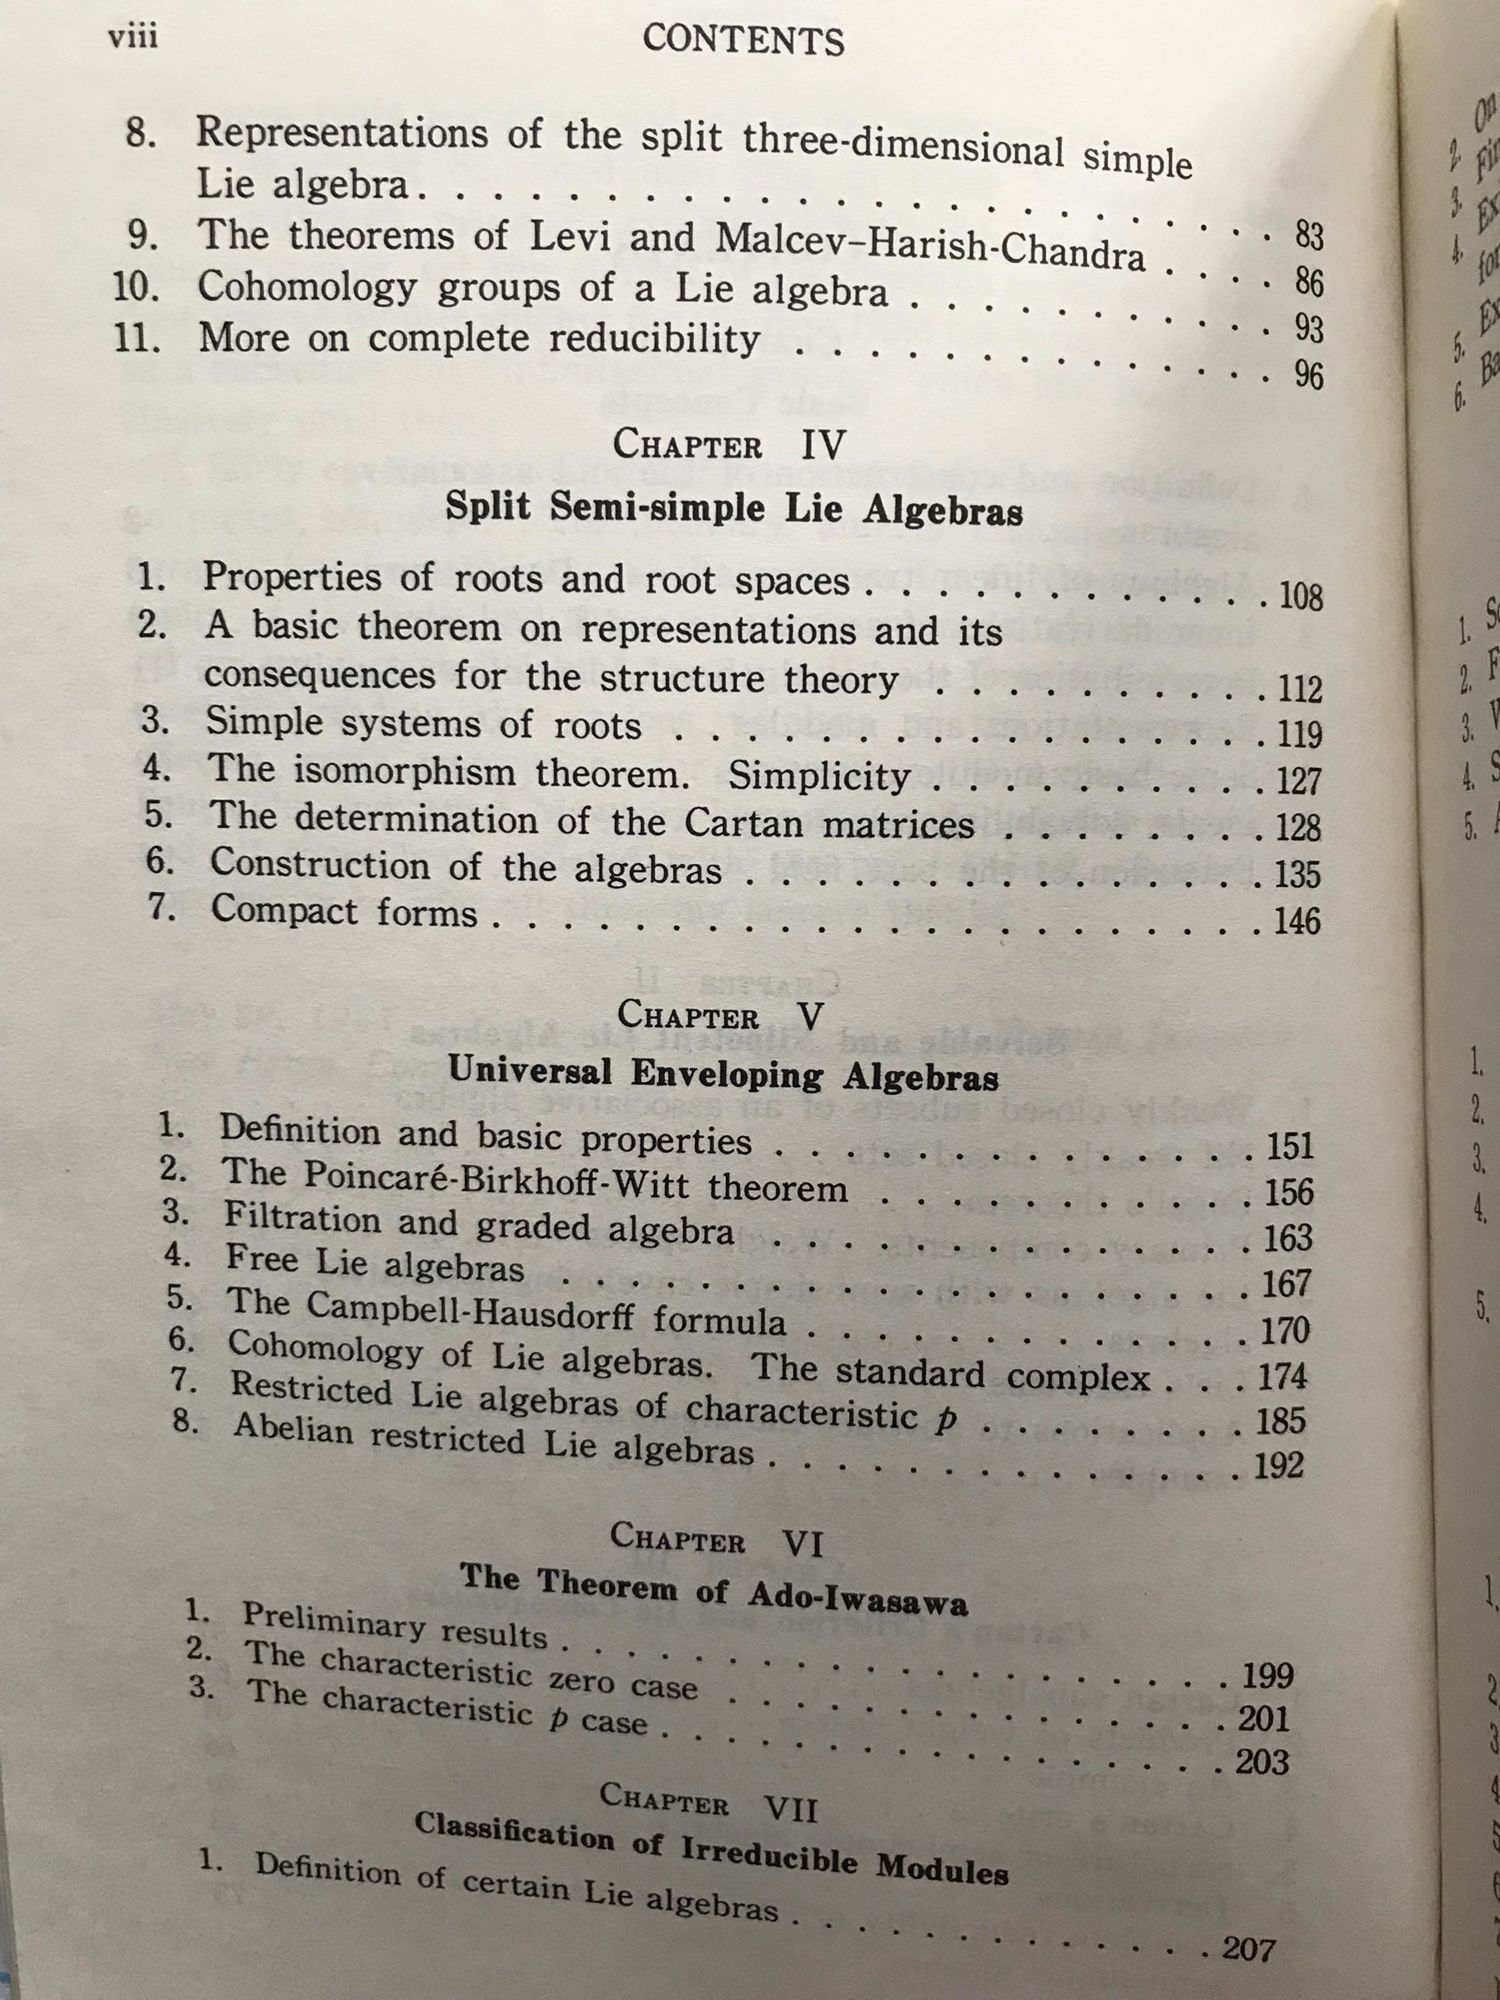 viii CONTENTS
8. Representations of the split three-dimensional simple
Lie algebra. . . . . . . . . . . . . . . . . . . . . . . 83
9. The theorems of Levi and Malcev–Harish-Chandra . . . . 86
10. Cohomology groups of a Lie algebra . . . . . . . . . . . 93
11. More on complete reducibility . . . . . . . . . . . . . 96
CHAPTER IV
Split Semi-simple Lie Algebras
1. Properties of roots and root spaces . . . . . . . . . . . . 108
2. A basic theorem on representations and its
consequences for the structure theory . . . . . . . . . . 112
3. Simple systems of roots . . . . . . . . . . . . . . . . . 119
4. The isomorphism theorem. Simplicity . . . . . . . . . . 127
5. The determination of the Cartan matrices . . . . . . . . 128
6. Construction of the algebras . . . . . . . . . . . . . . . 135
7. Compact forms . . . . . . . . . . . . . . . . . . . . . . 146
CHAPTER V
Universal Enveloping Algebras
1. Definition and basic properties . . . . . . . . . . . . . . 151
2. The Poincaré-Birkhoff-Witt theorem . . . . . . . . . . . 156
3. Filtration and graded algebra . . . . . . . . . . . . . . 163
4. Free Lie algebras . . . . . . . . . . . . . . . . . . . . 167
5. The Campbell-Hausdorff formula . . . . . . . . . . . . . 170
6. Cohomology of Lie algebras. The standard complex . . . 174
7. Restricted Lie algebras of characteristic p . . . . . . . . 185
8. Abelian restricted Lie algebras . . . . . . . . . . . . . . 192
CHAPTER VI
The Theorem of Ado-Iwasawa
1. Preliminary results . . . . . . . . . . . . . . . . . . . . 199
2. The characteristic zero case . . . . . . . . . . . . . . . 201
3. The characteristic p case . . . . . . . . . . . . . . . . . 203
CHAPTER VII
Classification of Irreducible Modules
1. Definition of certain Lie algebras . . . . . . . . . . . . . 207